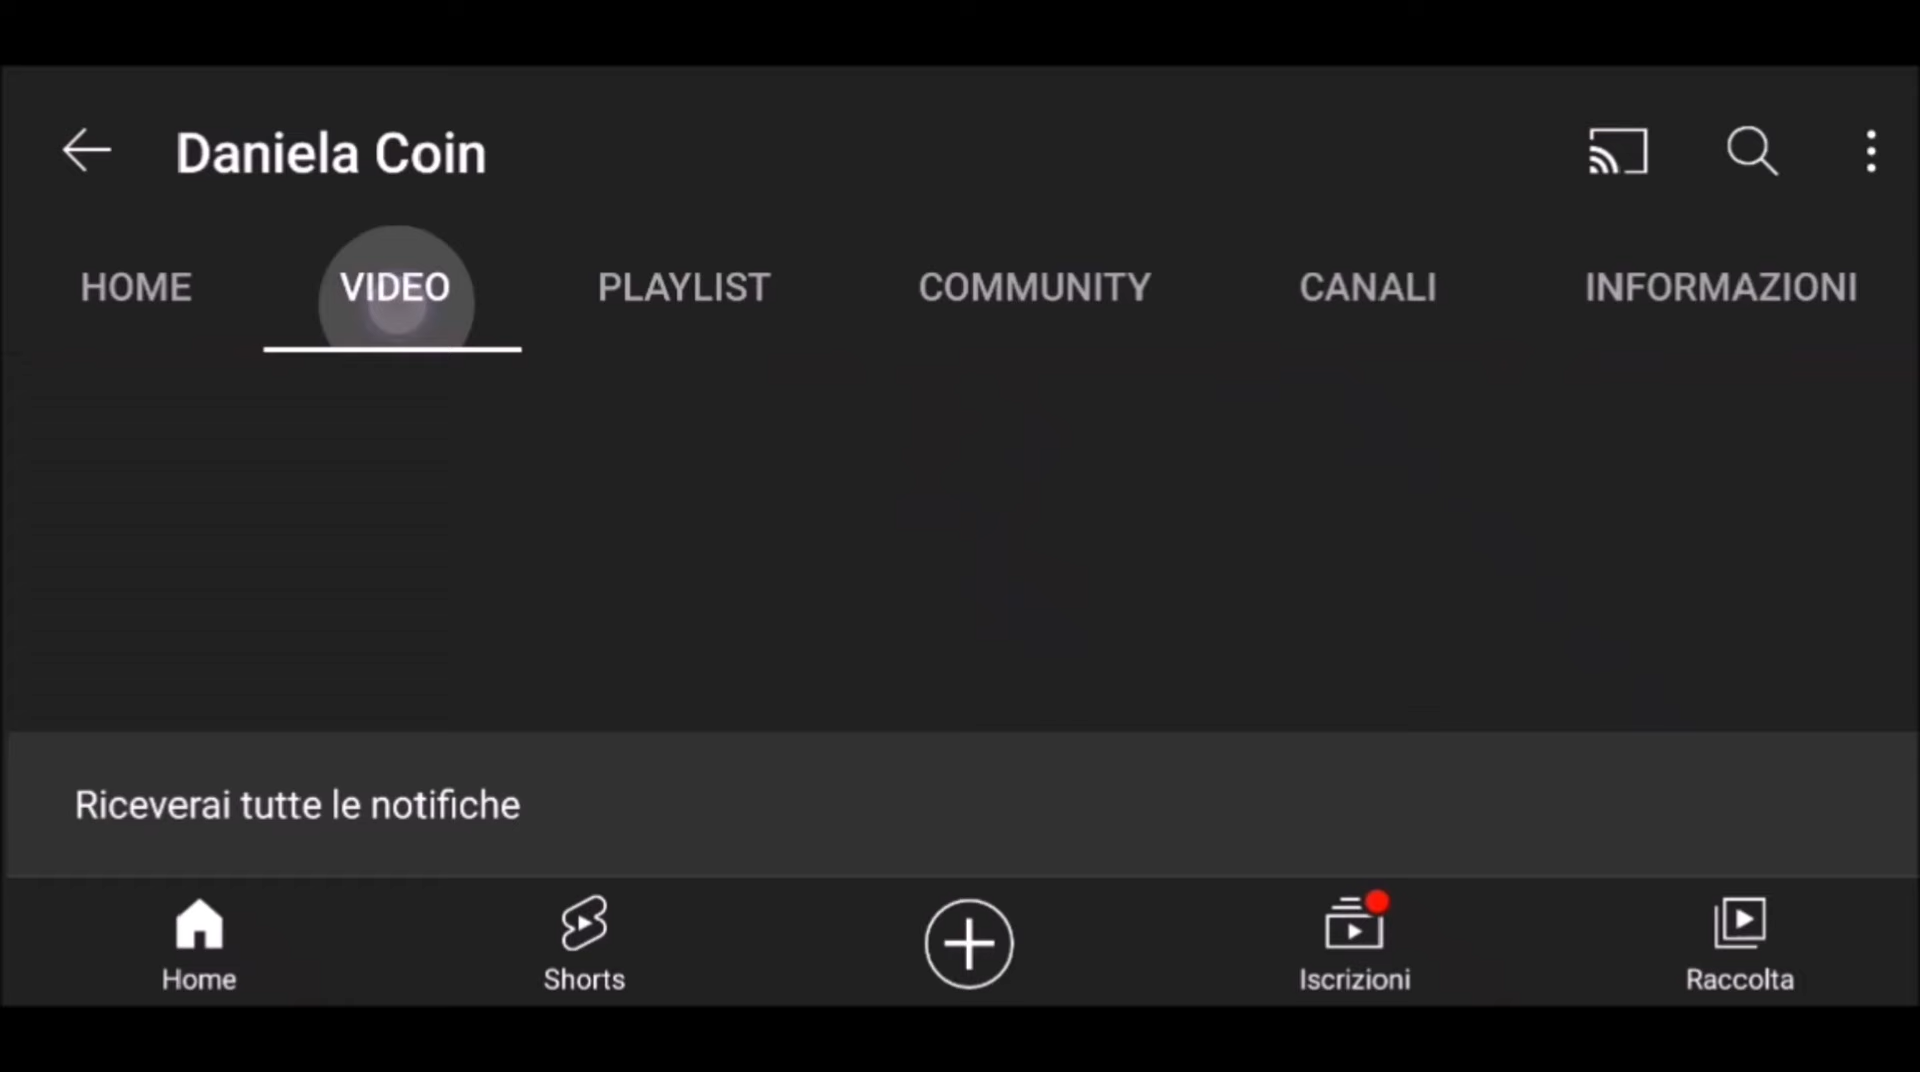 Daniela Coin
HOME VIDEO PLAYLIST COMMUNITY CANALI INFORMAZIONI
Riceverai tutte le notifiche
Home Shorts Iscrizioni Raccolta